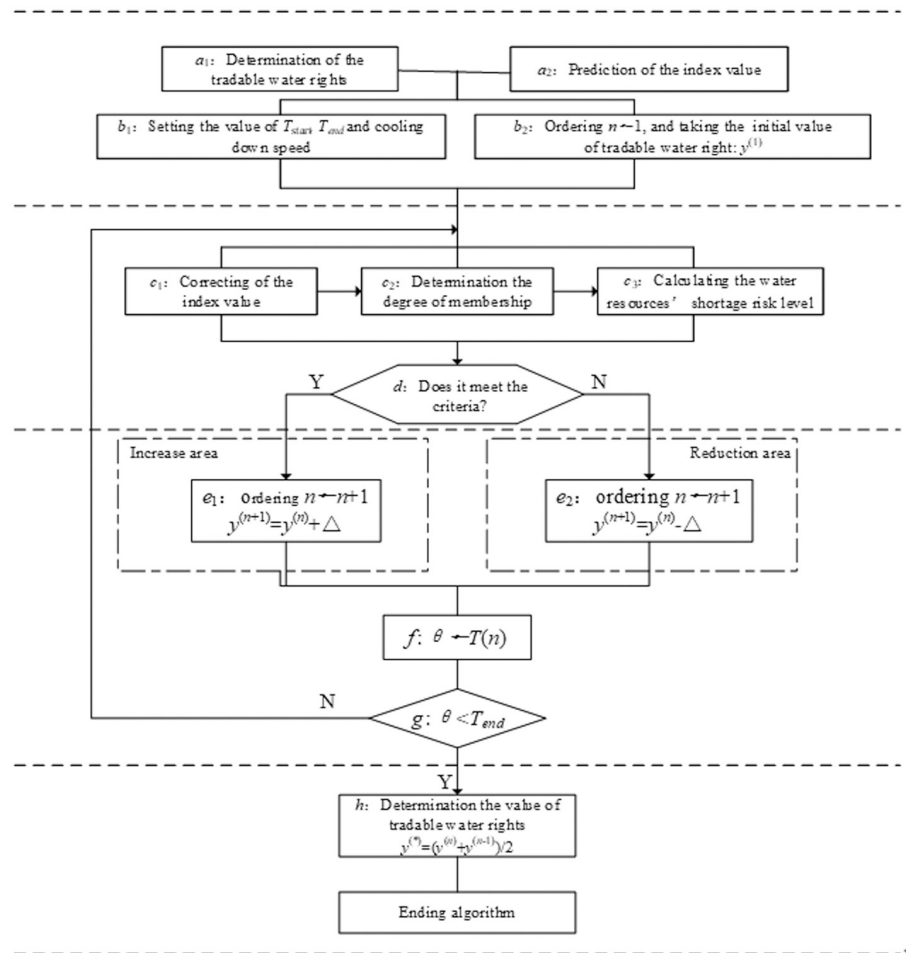 a₁: Determination of the
tradable water rights
a₂: Prediction of the index value
b₁: Setting the value of T_start, T_end and cooling
down speed
b₂: Ordering n←1, and taking the initial value
of tradable water right: y⁽¹⁾
c₁: Correcting of the
index value
c₂: Determination the
degree of membership
c₃: Calculating the water
resources' shortage risk level
Y
d: Does it meet the
criteria?
N
Increase area
Reduction area
e₁: ordering n←n+1
y⁽ⁿ⁺¹⁾=y⁽ⁿ⁾+△
e₂: ordering n←n+1
y⁽ⁿ⁺¹⁾=y⁽ⁿ⁾-△
f: θ←T(n)
N
g: θ<T_end
Y
h: Determination the value of
tradable water rights
y⁽*⁾=(y⁽ⁿ⁾+y⁽ⁿ⁻¹⁾)/2
Ending algorithm